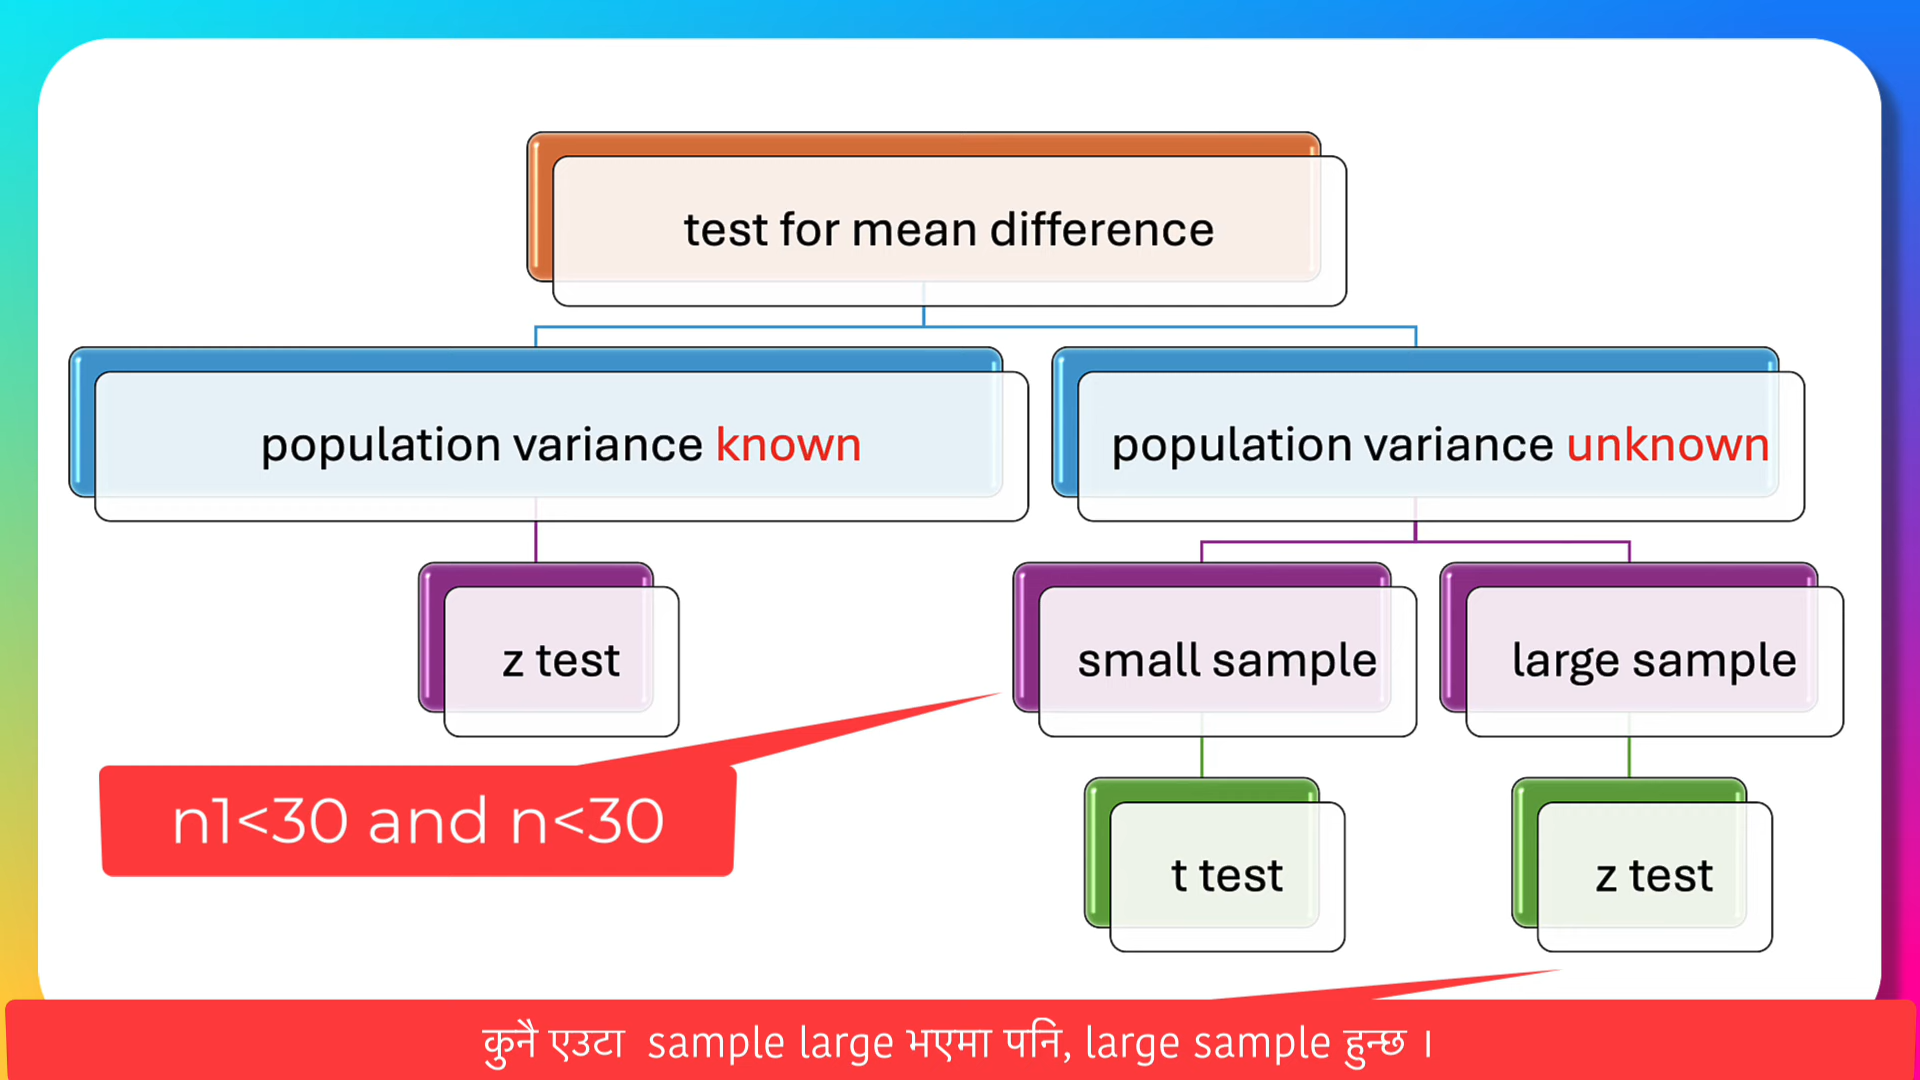 test for mean difference
population variance known
population variance unknown
z test
small sample
large sample
n1<30 and n<30
t test
z test
कुनै एउटा sample large भएमा पनि, large sample हुन्छ ।